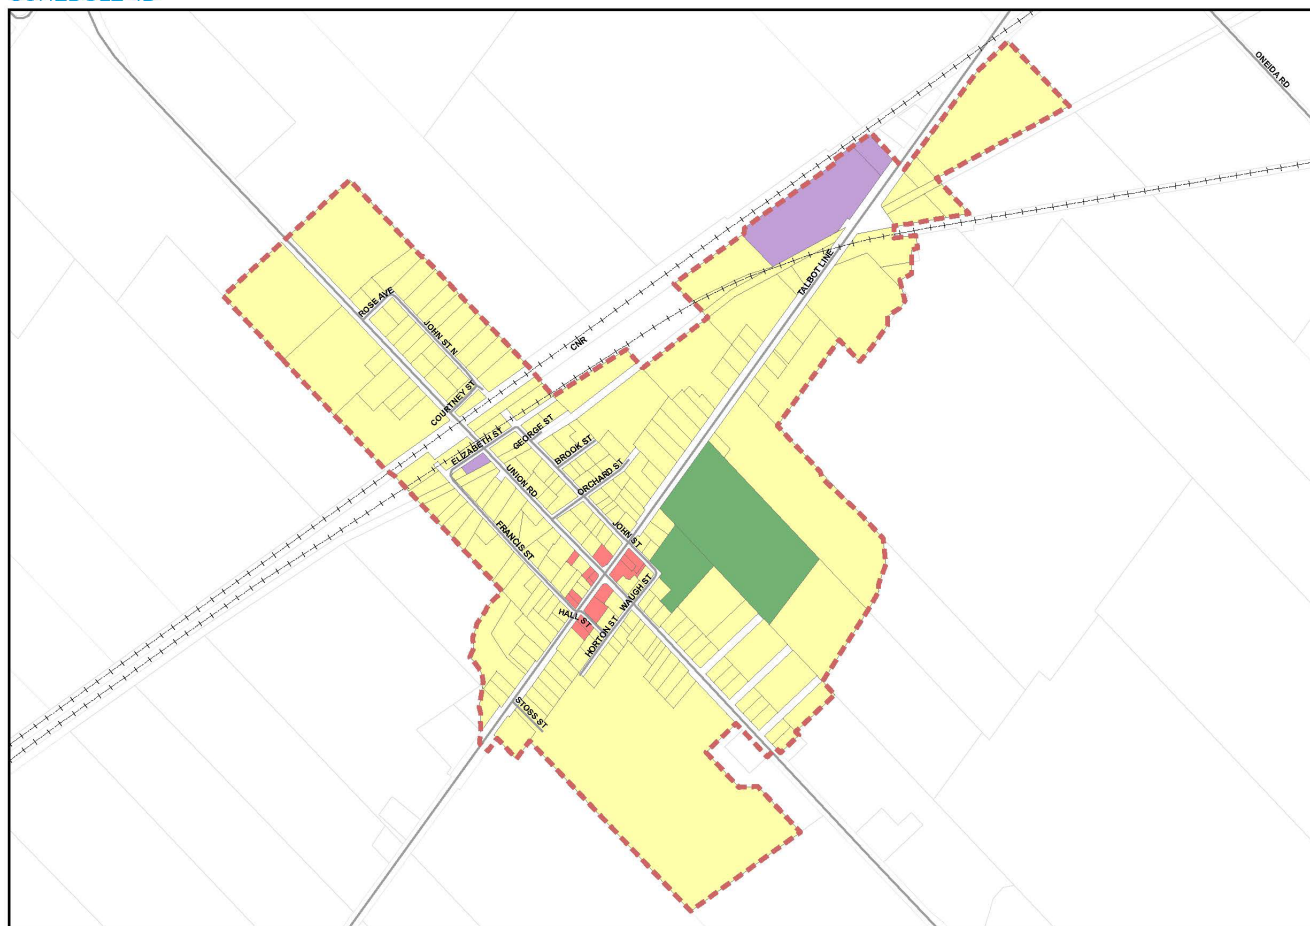 ONEIDA RD
TALBOT LINE
ROSE AVE
JOHN ST N
CNR
COURTNEY ST
GEORGE ST
ELIZABETH ST
BROOK ST
UNION RD
ORCHARD ST
FRANCIS ST
JOHN ST
WAUGH ST
HALL ST
HORTON ST
STOSS ST